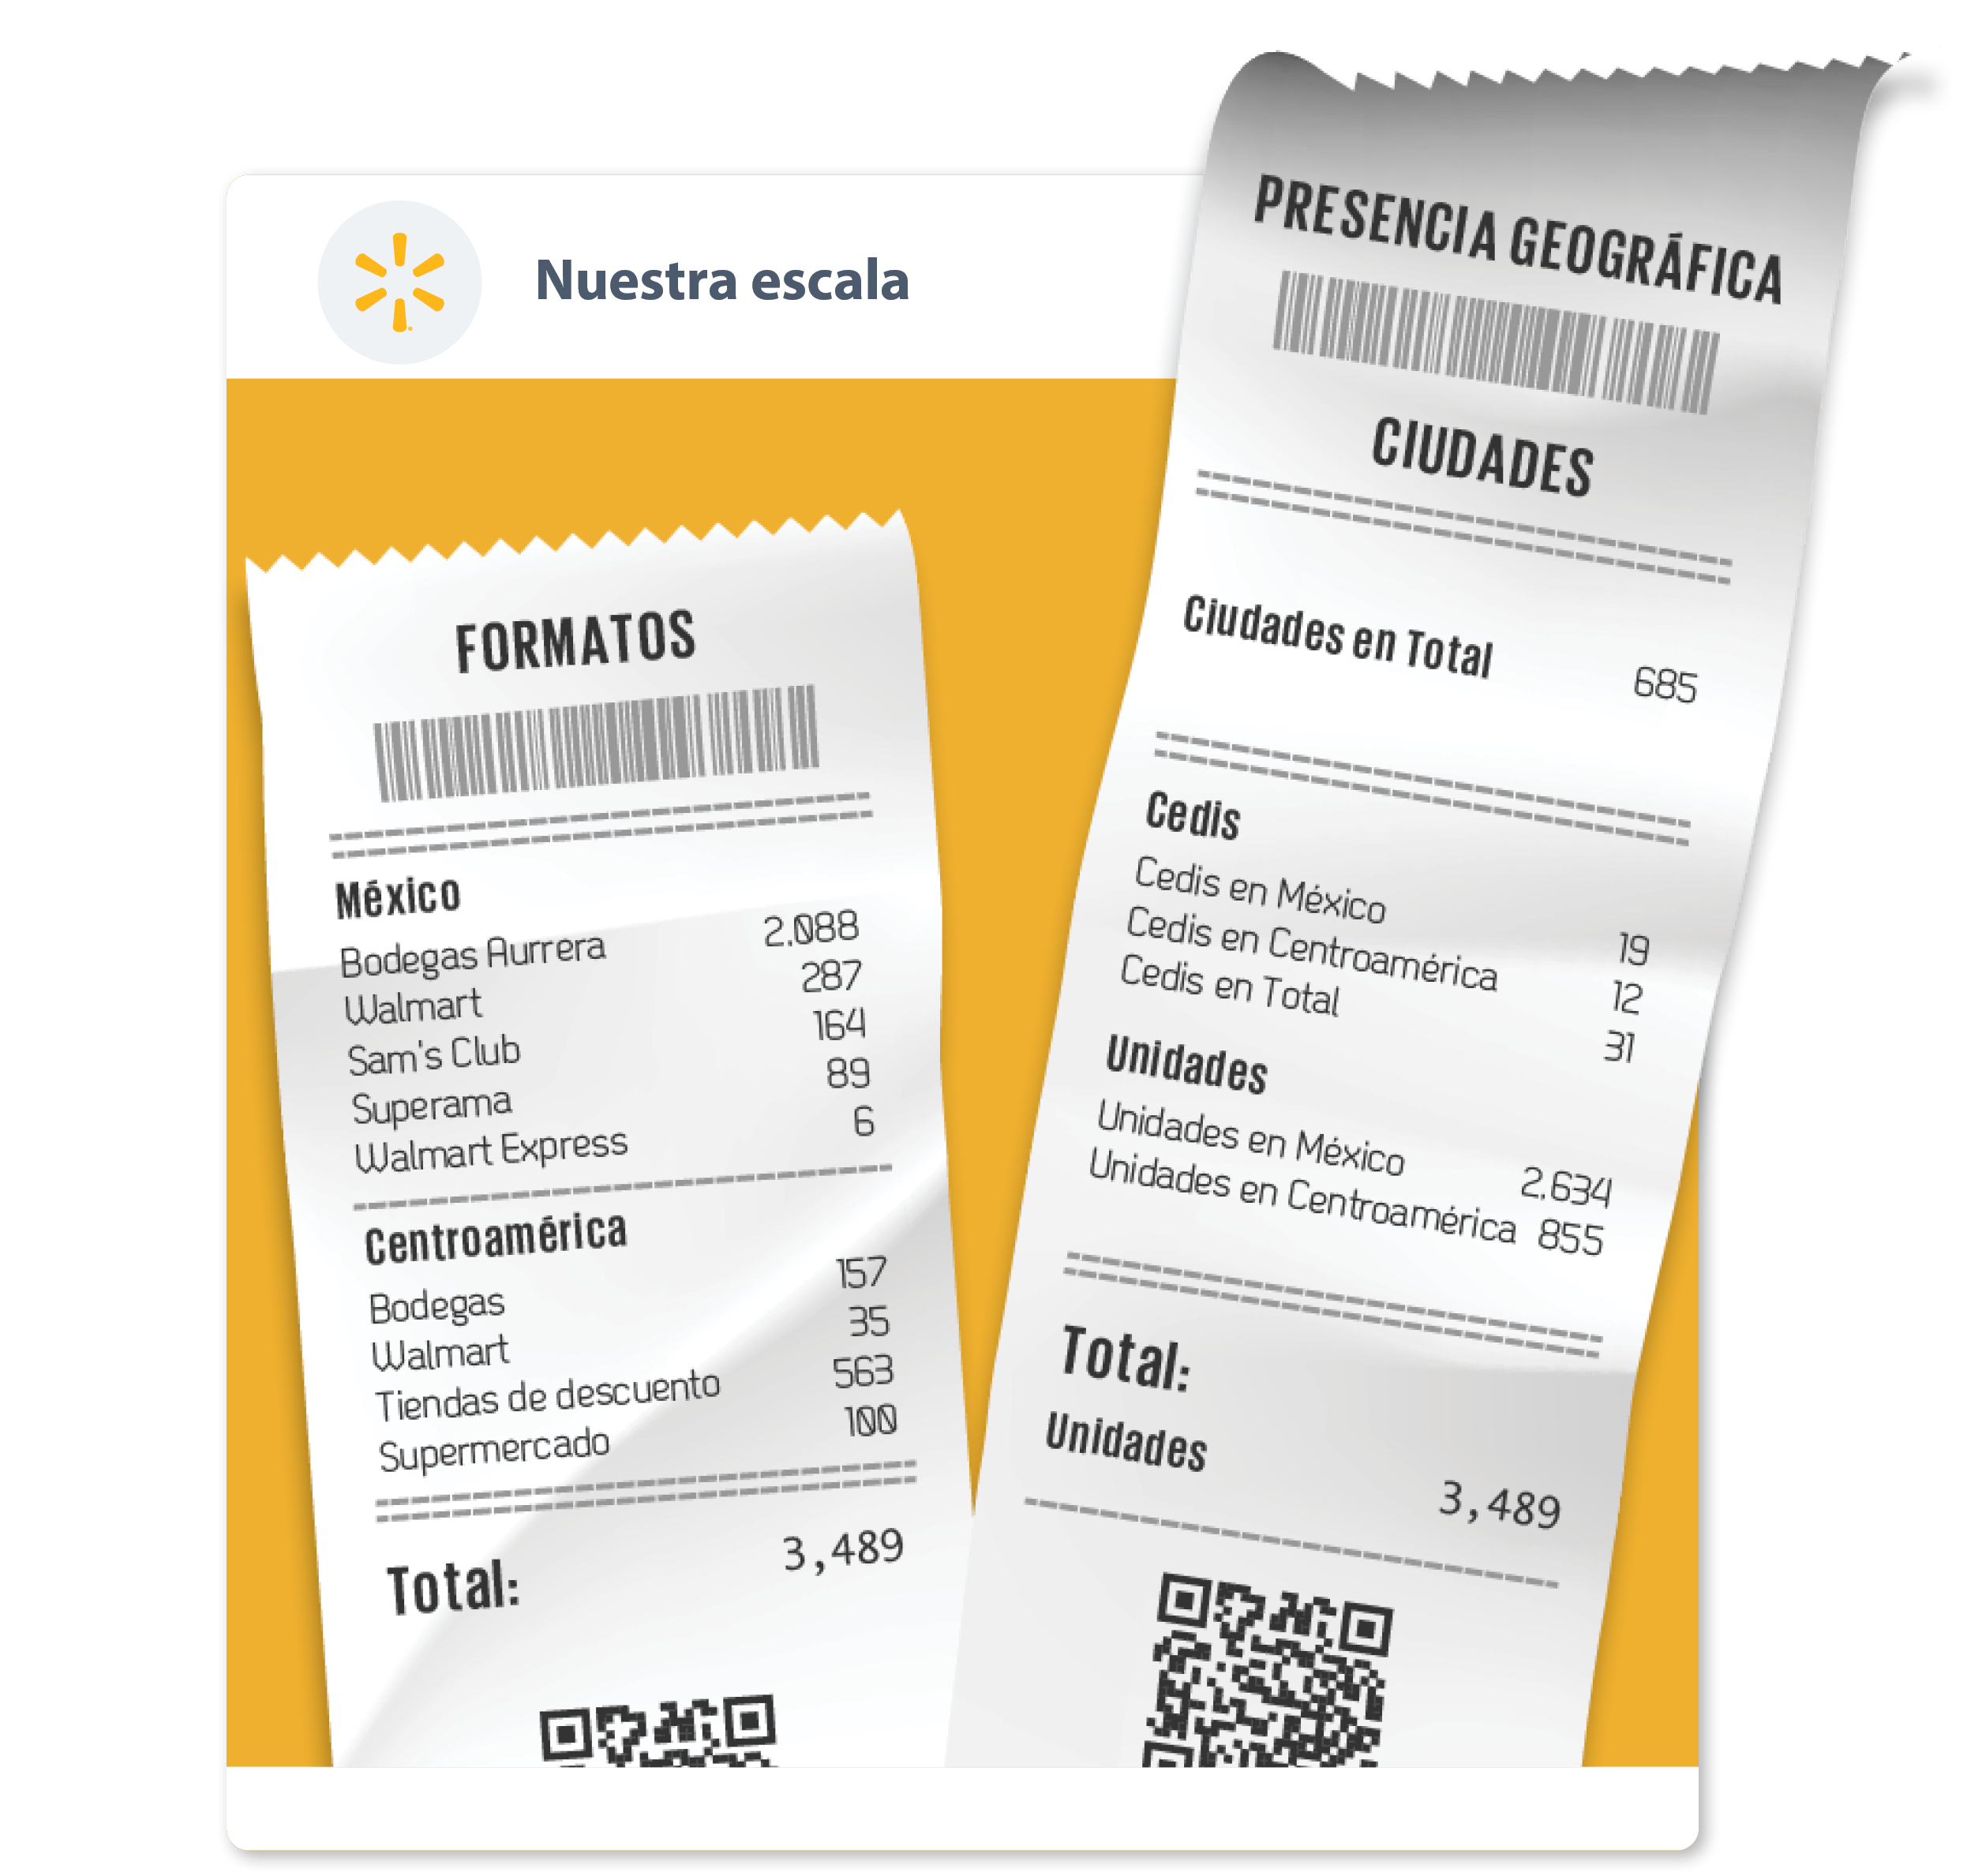 Nuestra escala
FORMATOS
México
Bodegas Aurrera 2,088
Walmart 287
Sam's Club 164
Superama 89
Walmart Express 6
Centroamérica
Bodegas 157
Walmart 35
Tiendas de descuento 563
Supermercado 100
Total: 3,489
PRESENCIA GEOGRÁFICA
CIUDADES
Ciudades en Total 685
Cedis
Cedis en México 19
Cedis en Centroamérica 12
Cedis en Total 31
Unidades
Unidades en México 2,634
Unidades en Centroamérica 855
Total:
Unidades 3,489